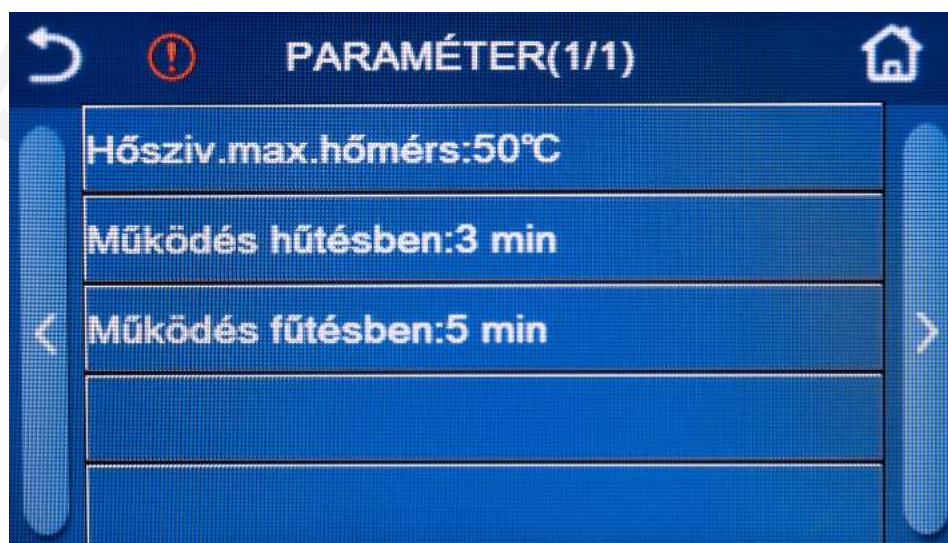 PARAMÉTER(1/1)
Hősziv.max.hőmérs:50℃
Működés hűtésben:3 min
Működés fűtésben:5 min